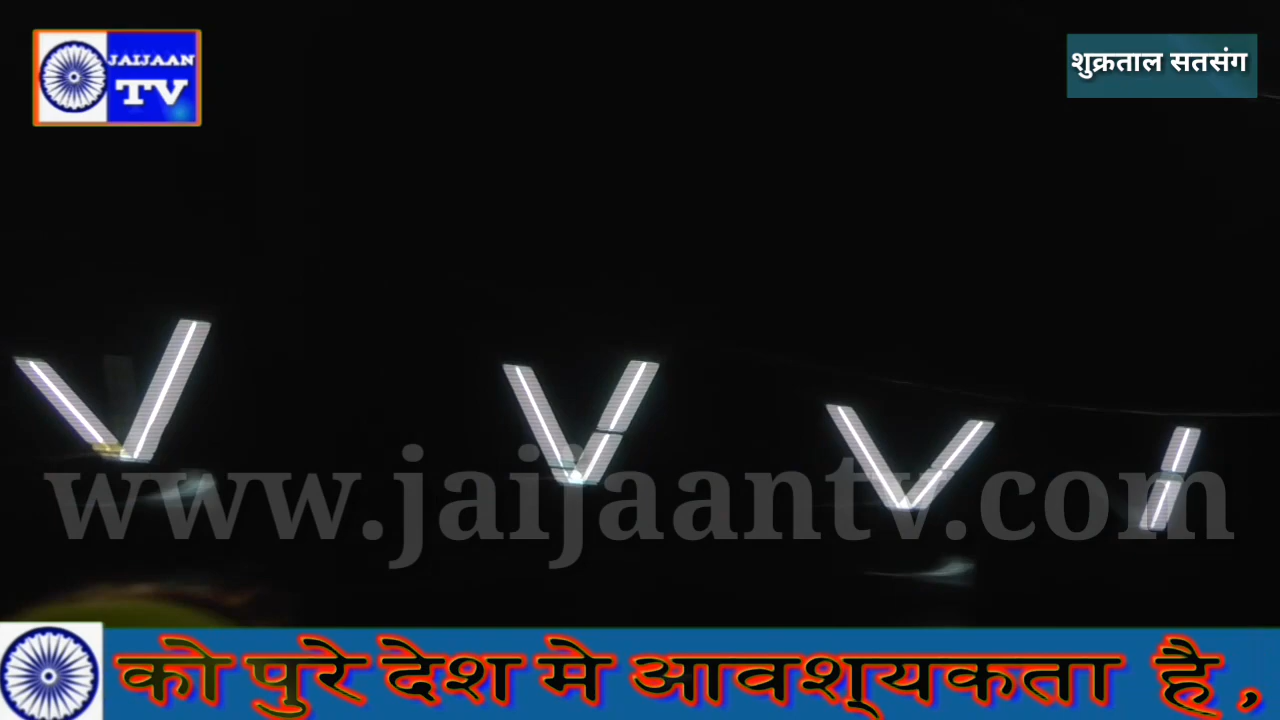 JAIJAAN
TV
शुक्रताल सतसंग
www.jaijaantv.com
को पुरे देश मे आवश्यकता है ,